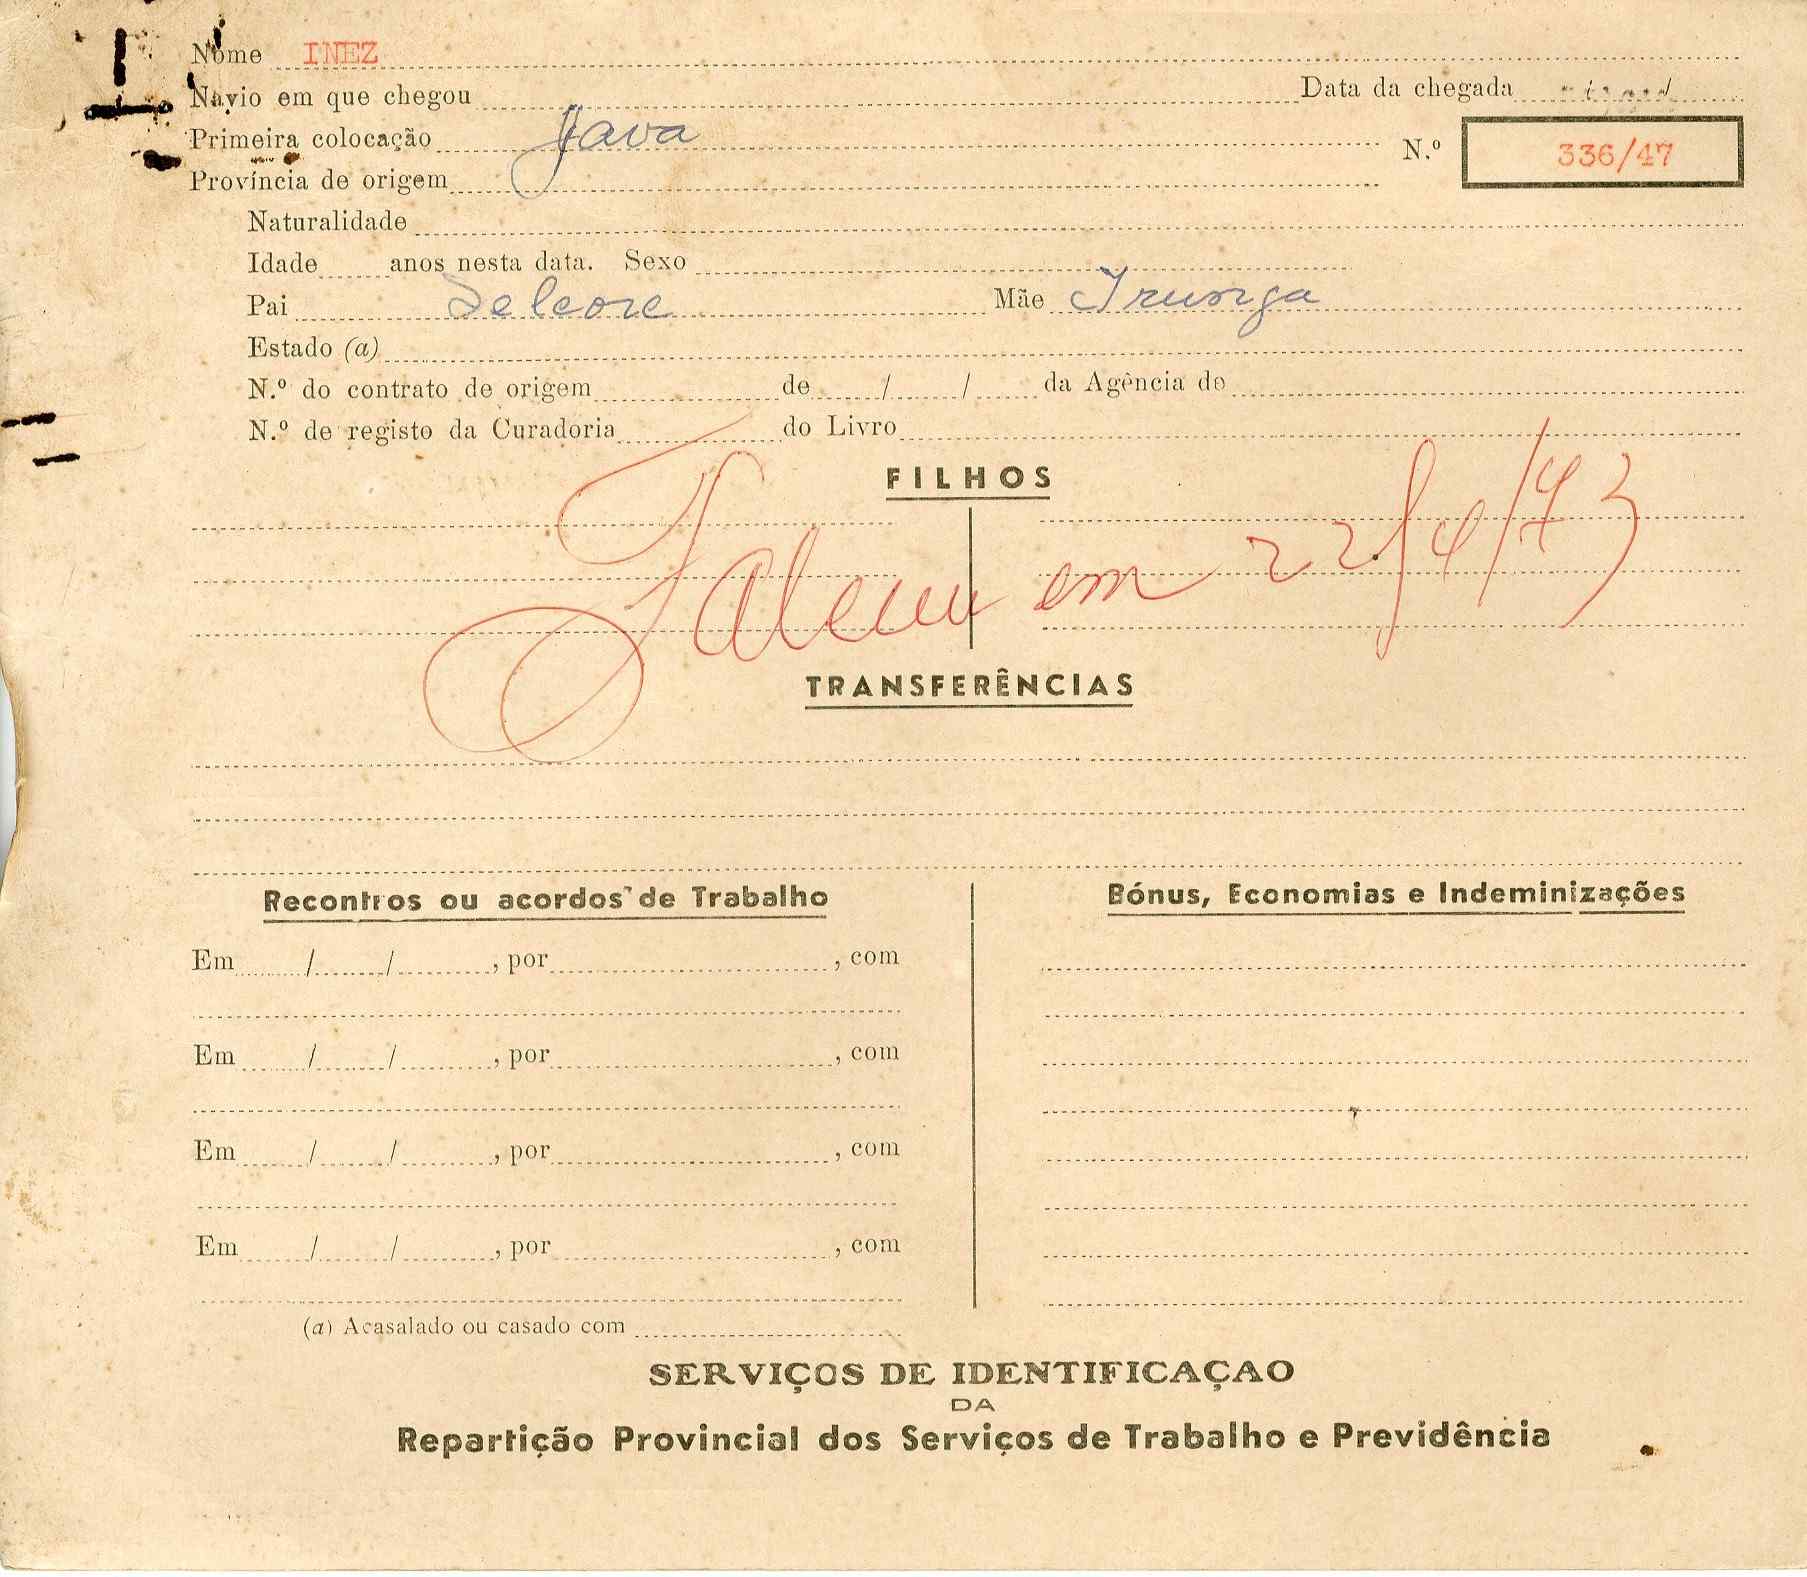 Nome INEZ
Navio em que chegou Data da chegada
Primeira colocação Java N.º 336/47
Província de origem
Naturalidade
Idade anos nesta data. Sexo
Pai Mãe
Estado (a)
N.º do contrato de origem de / / da Agência de
N.º de registo da Curadoria do Livro
FILHOS
Faleceu em 22/4/73
TRANSFERÊNCIAS
Recontros ou acordos de Trabalho Bónus, Economias e Indeminizações
Em / / , por , com
Em / / , por , com
Em / / , por , com
Em / / , por , com
(a) Acasalado ou casado com
SERVIÇOS DE IDENTIFICAÇAO
DA
Repartição Provincial dos Serviços de Trabalho e Previdência